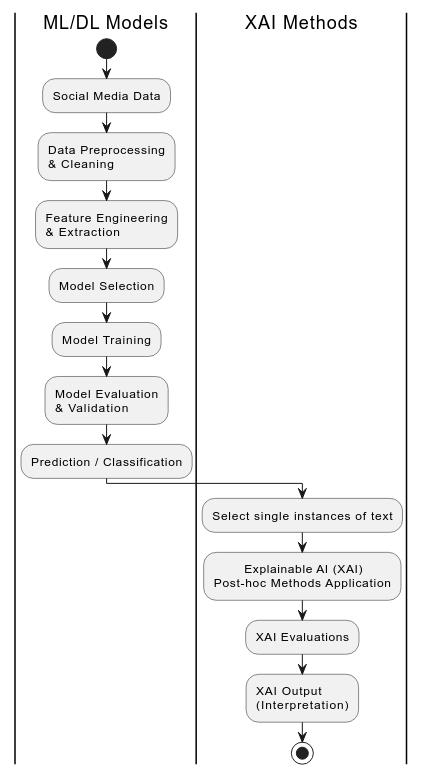 ML/DL Models
XAI Methods
Social Media Data
Data Preprocessing
& Cleaning
Feature Engineering
& Extraction
Model Selection
Model Training
Model Evaluation
& Validation
Prediction / Classification
Select single instances of text
Explainable AI (XAI)
Post-hoc Methods Application
XAI Evaluations
XAI Output
(Interpretation)